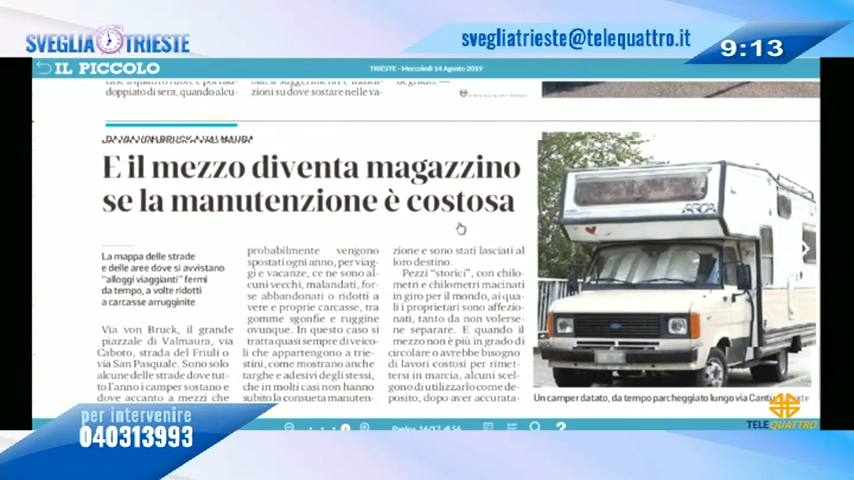 SVEGLIA TRIESTE
svegliatrieste@telequattro.it
9:13
IL PICCOLO
TRIESTE - Mercoledì 14 Agosto 2019
doppiato di sera, quando alcu-
zioni su dove sostare nelle va-
E il mezzo diventa magazzino
se la manutenzione è costosa
La mappa delle strade
e delle aree dove si avvistano
"alloggi viaggianti" fermi
da tempo, a volte ridotti
a carcasse arrugginite
Via von Bruck, il grande
piazzale di Valmaura, via
Caboto, strada del Friuli o
via San Pasquale. Sono solo
alcune delle strade dove tut-
to l'anno i camper sostano e
dove accanto a mezzi che
probabilmente vengono
spostati ogni anno, per viag-
gi e vacanze, ce ne sono al-
cuni vecchi, malandati, for-
se abbandonati o ridotti a
vere e proprie carcasse, tra
gomme sgonfie e ruggine
ovunque. In questo caso si
tratta quasi sempre di veico-
li che appartengono a trie-
stini, come mostrano anche
targhe e adesivi degli stessi,
che in molti casi non hanno
subito la consueta manuten-
zione e sono stati lasciati al
loro destino.
Pezzi "storici", con chilo-
metri e chilometri macinati
in giro per il mondo, ai qua-
li i proprietari sono affezio-
nati, tanto da non volerse-
ne separare. E quando il
mezzo non è più in grado di
circolare o avrebbe bisogno
di lavori costosi per rimet-
tersi in marcia, alcuni scel-
gono di utilizzarlo come de-
posito, dopo aver accurata-
ARCA
Un camper datato, da tempo parcheggiato lungo via Cantù
per intervenire
040313993
Pagina 16/17 di 56
TELEQUATTRO